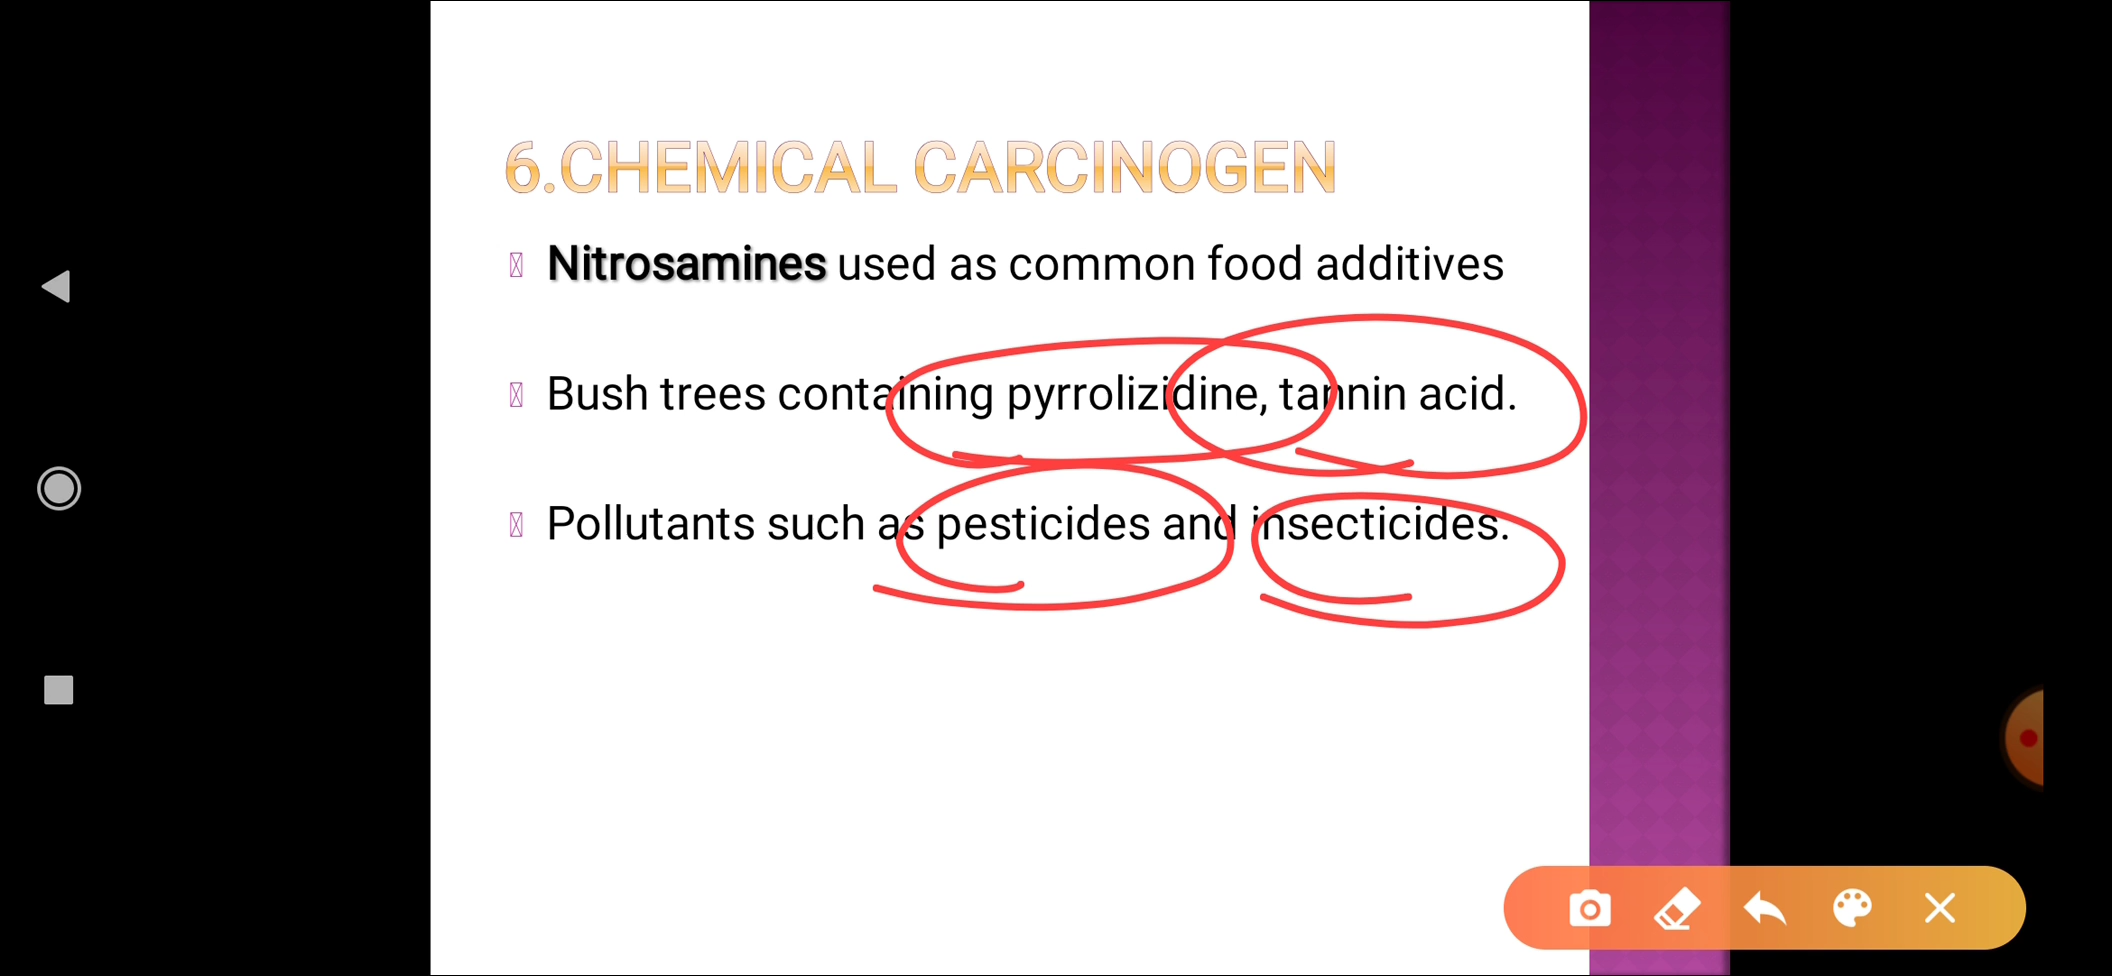 6.CHEMICAL CARCINOGEN
Nitrosamines used as common food additives
Bush trees containing pyrrolizidine, tannin acid.
Pollutants such as pesticides and insecticides.